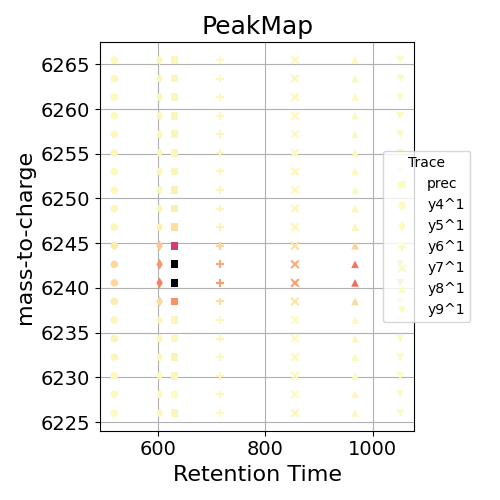 PeakMap
6265
6260
6255
6250
6245
6240
6235
6230
6225
mass-to-charge
600
800
1000
Retention Time
Trace
prec
y4^1
y5^1
y6^1
y7^1
y8^1
y9^1